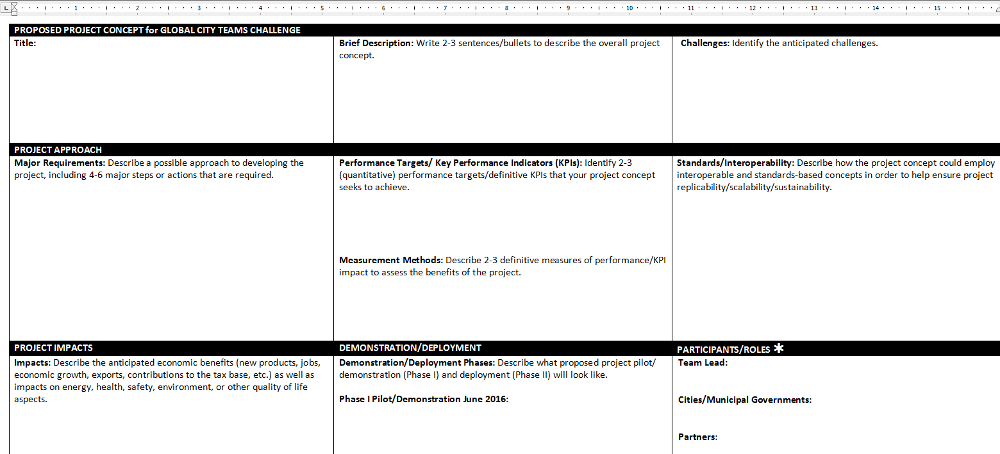 1 2 3 4 5 6 7 8 9 10 11 12 13 14 15
PROPOSED PROJECT CONCEPT for GLOBAL CITY TEAMS CHALLENGE
Title:
Brief Description: Write 2-3 sentences/bullets to describe the overall project
concept.
Challenges: Identify the anticipated challenges.
PROJECT APPROACH
Major Requirements: Describe a possible approach to developing the
project, including 4-6 major steps or actions that are required.
Performance Targets/ Key Performance Indicators (KPIs): Identify 2-3
(quantitative) performance targets/definitive KPIs that your project concept
seeks to achieve.
Measurement Methods: Describe 2-3 definitive measures of performance/KPI
impact to assess the benefits of the project.
Standards/Interoperability: Describe how the project concept could employ
interoperable and standards-based concepts in order to help ensure project
replicability/scalability/sustainability.
PROJECT IMPACTS
Impacts: Describe the anticipated economic benefits (new products, jobs,
economic growth, exports, contributions to the tax base, etc.) as well as
impacts on energy, health, safety, environment, or other quality of life
aspects.
DEMONSTRATION/DEPLOYMENT
Demonstration/Deployment Phases: Describe what proposed project pilot/
demonstration (Phase I) and deployment (Phase II) will look like.
Phase I Pilot/Demonstration June 2016:
PARTICIPANTS/ROLES *
Team Lead:
Cities/Municipal Governments:
Partners: